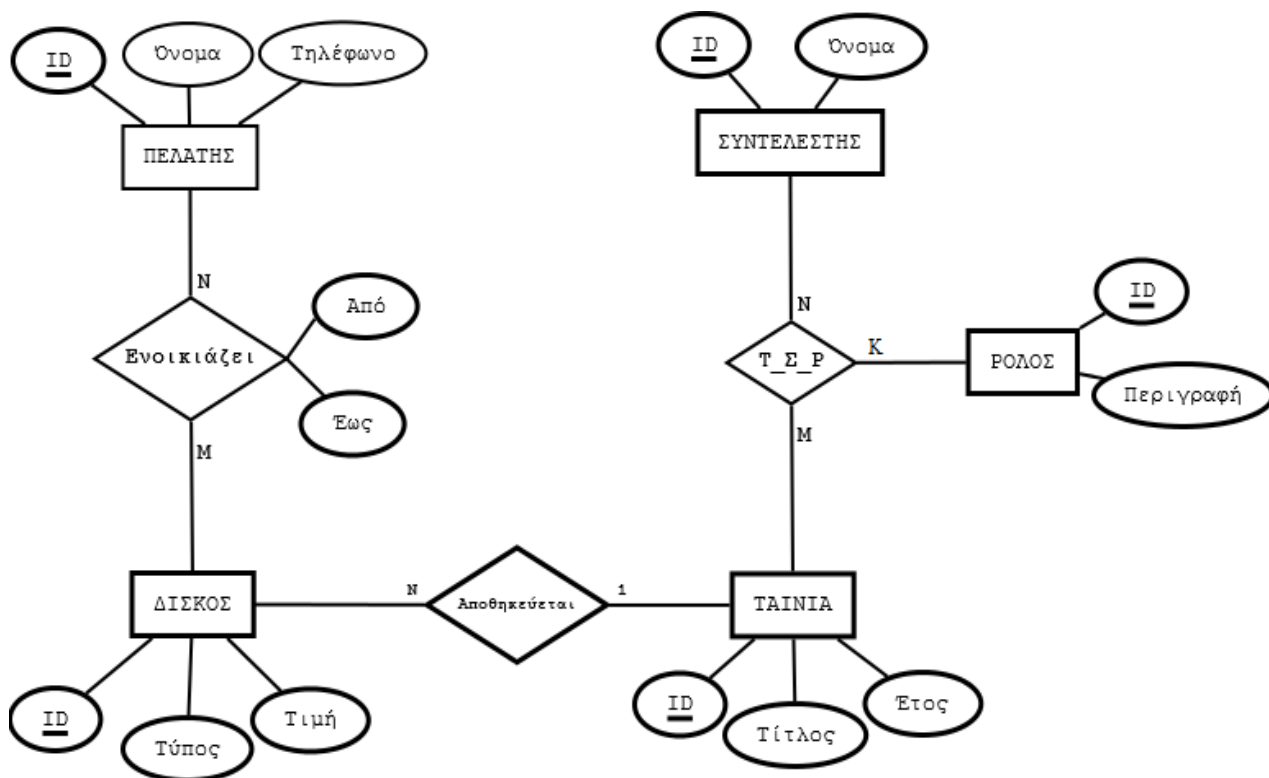 ID
Όνομα
Τηλέφωνο
ΠΕΛΑΤΗΣ
ID
Όνομα
ΣΥΝΤΕΛΕΣΤΗΣ
N
Ενοικιάζει
Από
Έως
M
N
Τ_Σ_Ρ
K
M
ΡΟΛΟΣ
ID
Περιγραφή
ΔΙΣΚΟΣ
N
Αποθηκεύεται
1
ΤΑΙΝΙΑ
ID
Τύπος
Τιμή
ID
Τίτλος
Έτος